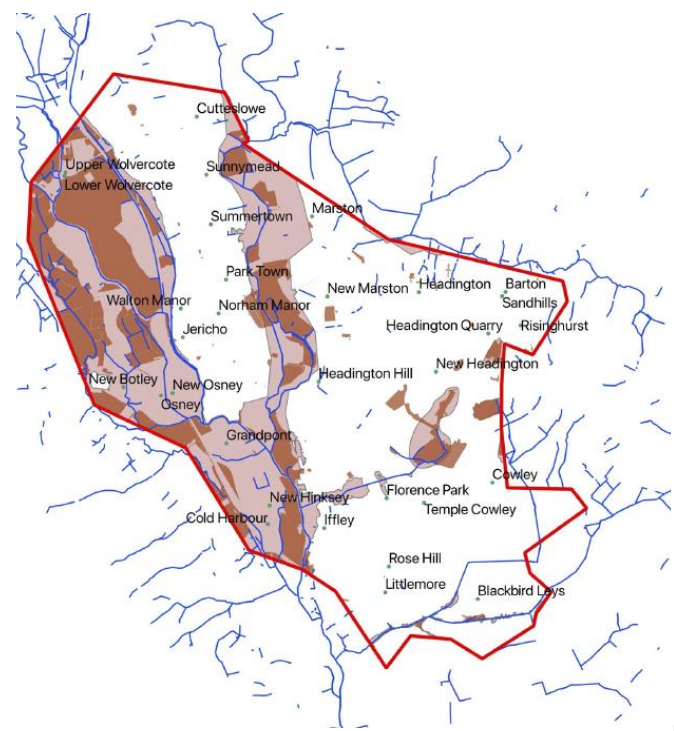 Cutteslowe
Upper Wolvercote
Sunnymead
Lower Wolvercote
Marston
Summertown
Park Town
New Marston
Headington
Barton
Sandhills
Walton Manor
Norham Manor
Headington Quarry
Risinghurst
Jericho
New Headington
Headington Hill
New Botley
New Osney
Osney
Grandpont
Cowley
Florence Park
New Hinksey
Temple Cowley
Cold Harbour
Iffley
Rose Hill
Littlemore
Blackbird Leys